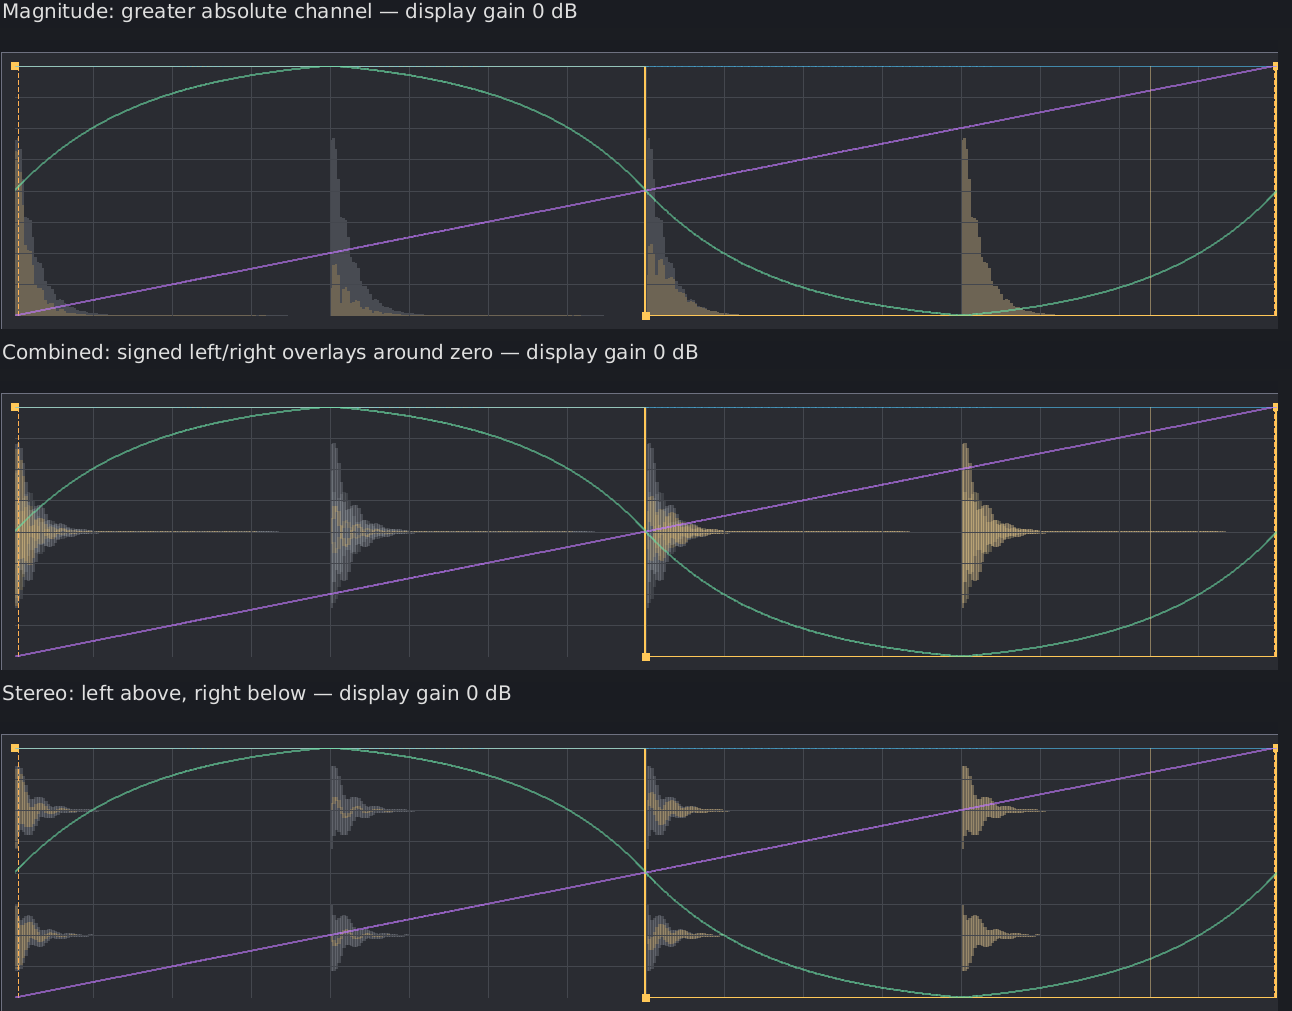 Magnitude: greater absolute channel — display gain 0 dB
Combined: signed left/right overlays around zero — display gain 0 dB
Stereo: left above, right below — display gain 0 dB